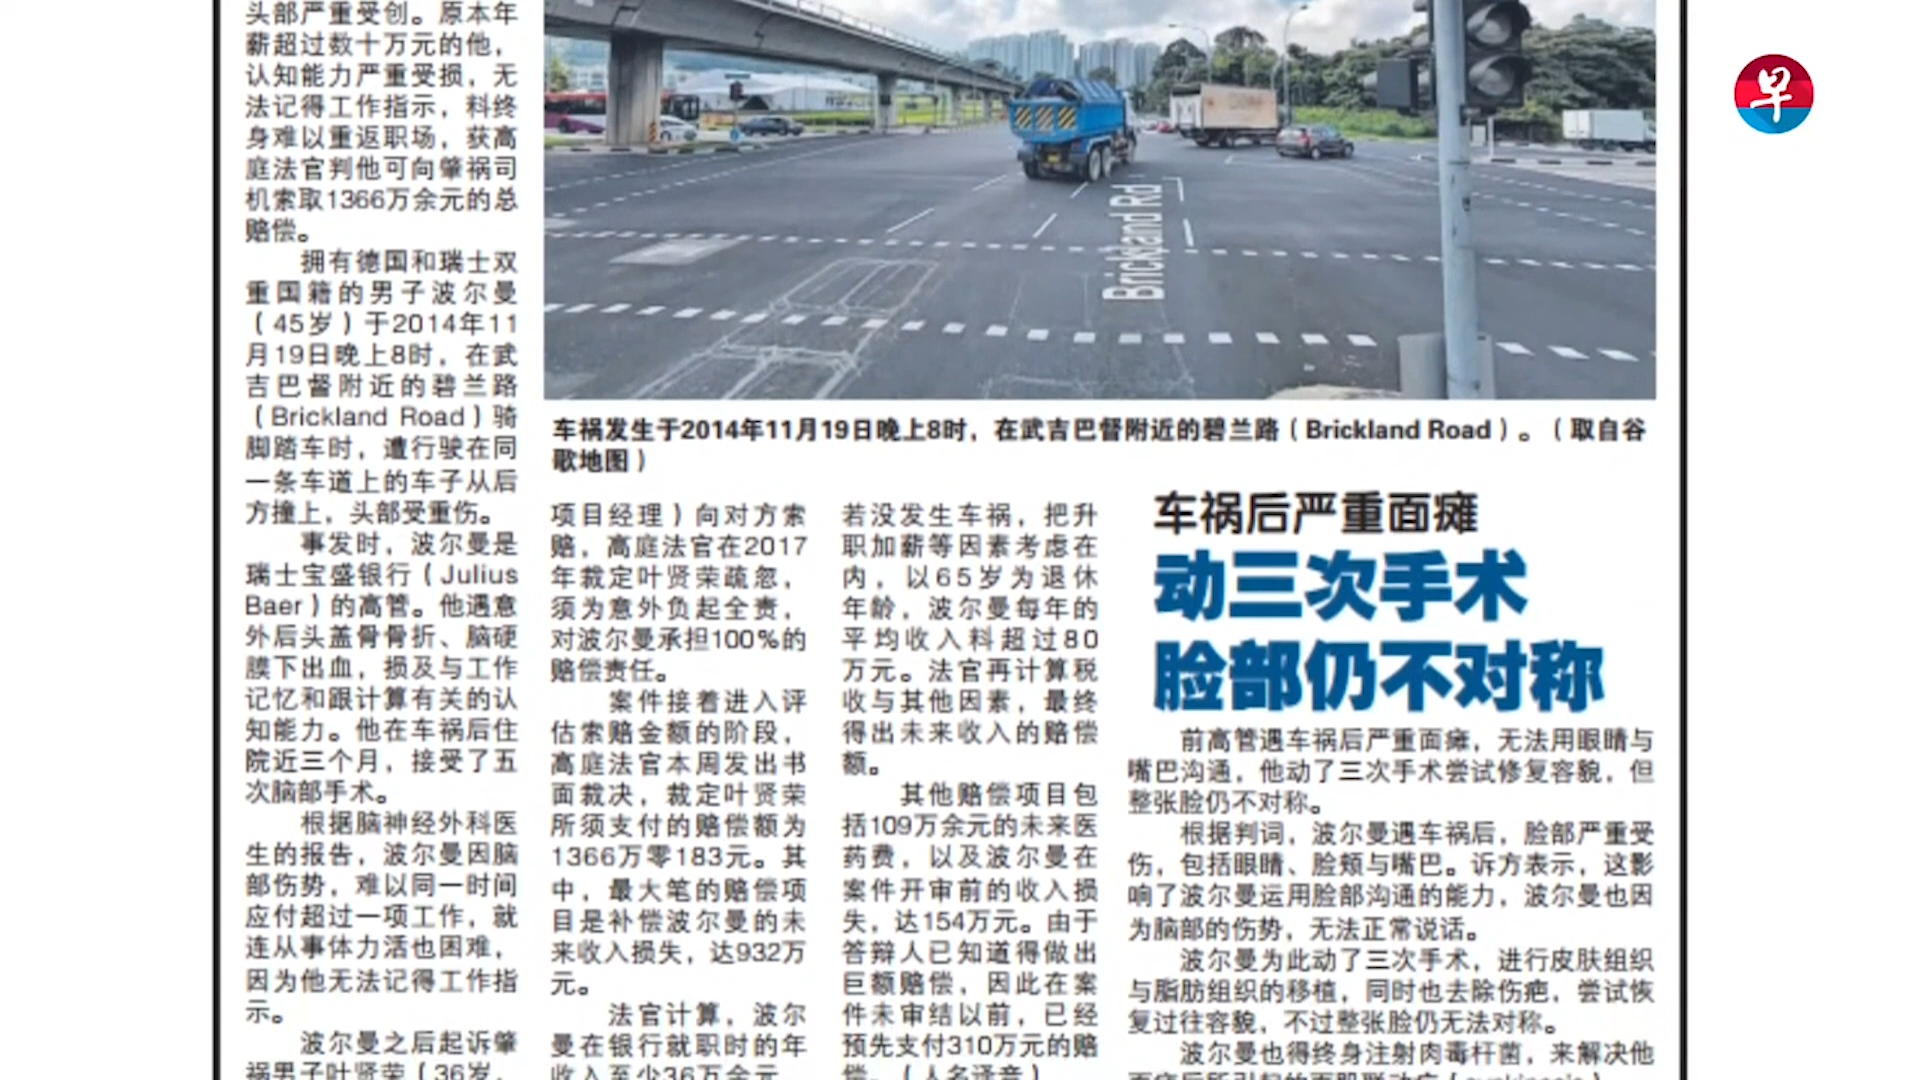 头部严重受创。原本年
薪超过数十万元的他，
认知能力严重受损，无
法记得工作指示，料终
身难以重返职场，获高
庭法官判他可向肇祸司
机索取1366万余元的总
赔偿。
拥有德国和瑞士双
重国籍的男子波尔曼
（45岁）于2014年11
月19日晚上8时，在武
吉巴督附近的碧兰路
（Brickland Road）骑
脚踏车时，遭行驶在同
一条车道上的车子从后
方撞上，头部受重伤。
事发时，波尔曼是
瑞士宝盛银行（Julius
Baer）的高管。他遇意
外后头盖骨骨折、脑硬
膜下出血，损及与工作
记忆和跟计算有关的认
知能力。他在车祸后住
院近三个月，接受了五
次脑部手术。
根据脑神经外科医
生的报告，波尔曼因脑
部伤势，难以同一时间
应付超过一项工作，就
连从事体力活也困难，
因为他无法记得工作指
示。
波尔曼之后起诉肇
祸男子叶贤荣（36岁，
Brickland Rd
车祸发生于2014年11月19日晚上8时，在武吉巴督附近的碧兰路（Brickland Road）。（取自谷
歌地图）
项目经理）向对方索
赔，高庭法官在2017
年裁定叶贤荣疏忽，
须为意外负起全责，
对波尔曼承担100%的
赔偿责任。
案件接着进入评
估索赔金额的阶段，
高庭法官本周发出书
面裁决，裁定叶贤荣
所须支付的赔偿额为
1366万零183元。其
中，最大笔的赔偿项
目是补偿波尔曼的未
来收入损失，达932万
元。
法官计算，波尔
曼在银行就职时的年
收入至少36万余元，
若没发生车祸，把升
职加薪等因素考虑在
内，以65岁为退休
年龄，波尔曼每年的
平均收入料超过80
万元。法官再计算税
收与其他因素，最终
得出未来收入的赔偿
额。
其他赔偿项目包
括109万余元的未来医
药费，以及波尔曼在
案件开审前的收入损
失，达154万元。由于
答辩人已知道得做出
巨额赔偿，因此在案
件未审结以前，已经
预先支付310万元的赔
偿。（人名译音）
车祸后严重面瘫
动三次手术
脸部仍不对称
前高管遇车祸后严重面瘫，无法用眼睛与
嘴巴沟通，他动了三次手术尝试修复容貌，但
整张脸仍不对称。
根据判词，波尔曼遇车祸后，脸部严重受
伤，包括眼睛、脸颊与嘴巴。诉方表示，这影
响了波尔曼运用脸部沟通的能力，波尔曼也因
为脑部的伤势，无法正常说话。
波尔曼为此动了三次手术，进行皮肤组织
与脂肪组织的移植，同时也去除伤疤，尝试恢
复过往容貌，不过整张脸仍无法对称。
波尔曼也得终身注射肉毒杆菌，来解决他
面瘫后所引起的面肌联动症（synkinesis）
早